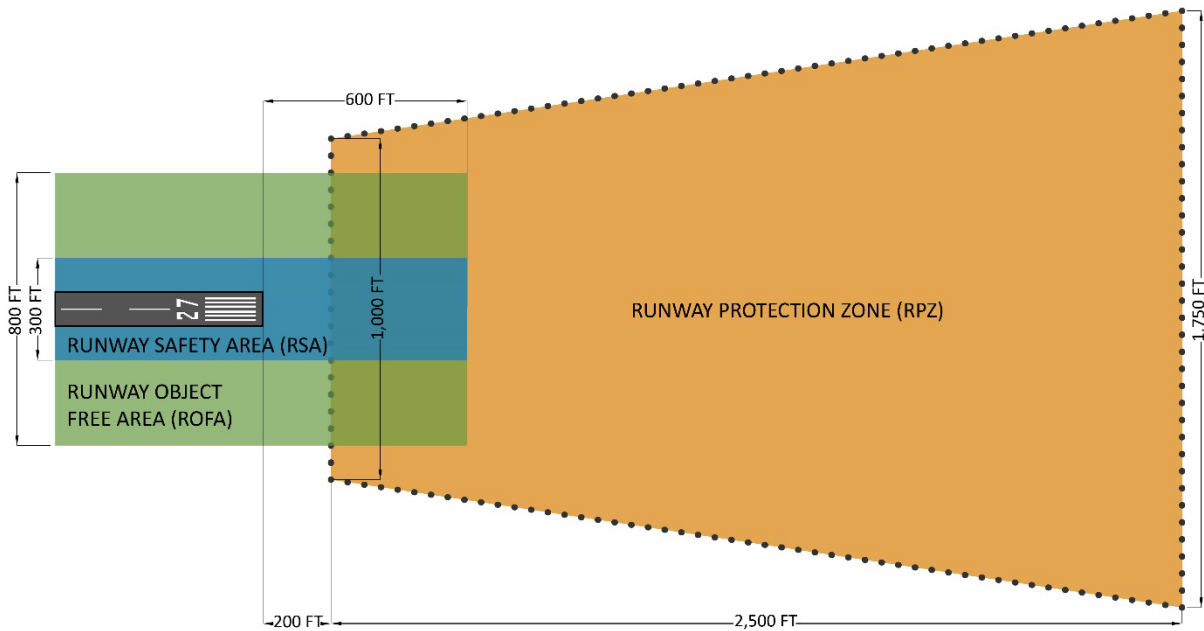 600 FT
800 FT
300 FT
1,000 FT
1,750 FT
27
RUNWAY PROTECTION ZONE (RPZ)
RUNWAY SAFETY AREA (RSA)
RUNWAY OBJECT
FREE AREA (ROFA)
200 FT
2,500 FT